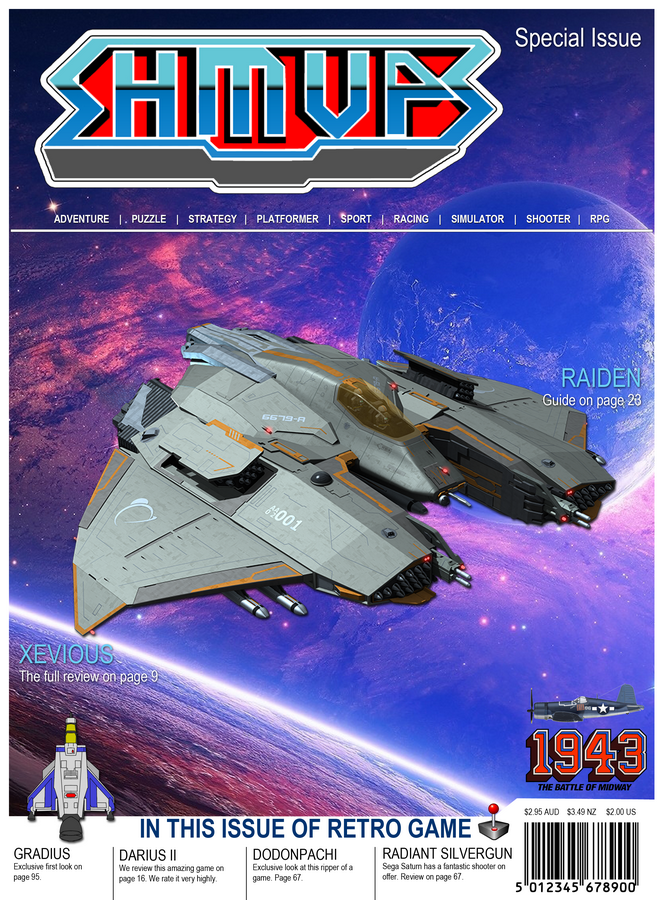 Special Issue
SHMUPS
ADVENTURE | PUZZLE | STRATEGY | PLATFORMER | SPORT | RACING | SIMULATOR | SHOOTER | RPG
RAIDEN
Guide on page 23
6679-A
001
XEVIOUS
The full review on page 9
1943
THE BATTLE OF MIDWAY
IN THIS ISSUE OF RETRO GAME
$2.95 AUD $3.49 NZ $2.00 US
GRADIUS
Exclusive first look on
page 95.
DARIUS II
We review this amazing game on
page 16. We rate it very highly.
DODONPACHI
Exclusive look at this ripper of a
game. Page 67.
RADIANT SILVERGUN
Sega Saturn has a fantastic shooter on
offer. Review on page 67.
5 012345 678900